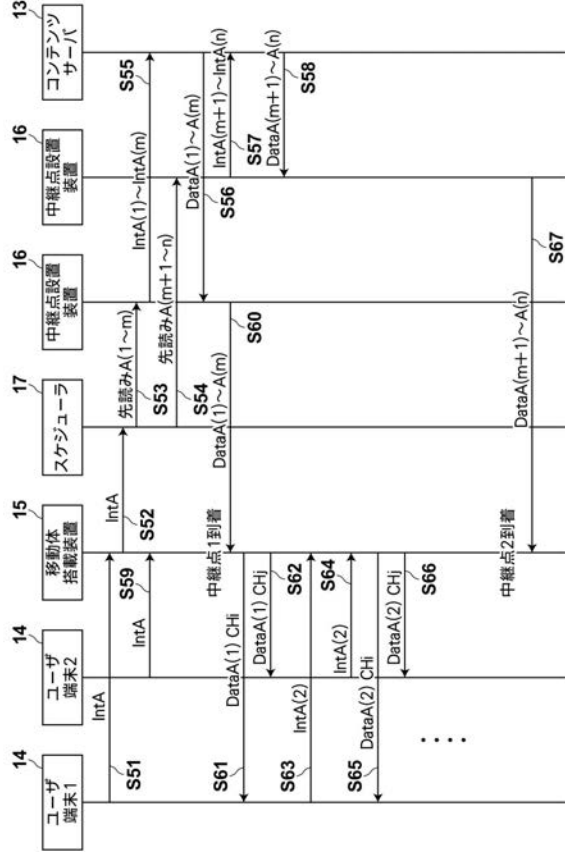 14
ユーザ
端末1
14
ユーザ
端末2
15
移動体
搭載装置
17
スケジューラ
16
中継点設置
装置
16
中継点設置
装置
13
コンテンツ
サーバ
IntA
S51
IntA
S52
先読みA(1~m)
S53
先読みA(m+1~n)
S54
IntA(1)~IntA(m)
S55
DataA(1)~A(m)
S56
IntA(m+1)~IntA(n)
S57
DataA(m+1)~A(n)
S58
IntA
S59
中継点1到着
DataA(1)~A(m)
S60
DataA(1) CHi
S61
DataA(1) CHj
S62
IntA(2)
S63
IntA(2)
S64
DataA(2) CHi
S65
DataA(2) CHj
S66
中継点2到着
DataA(m+1)~A(n)
S67
....